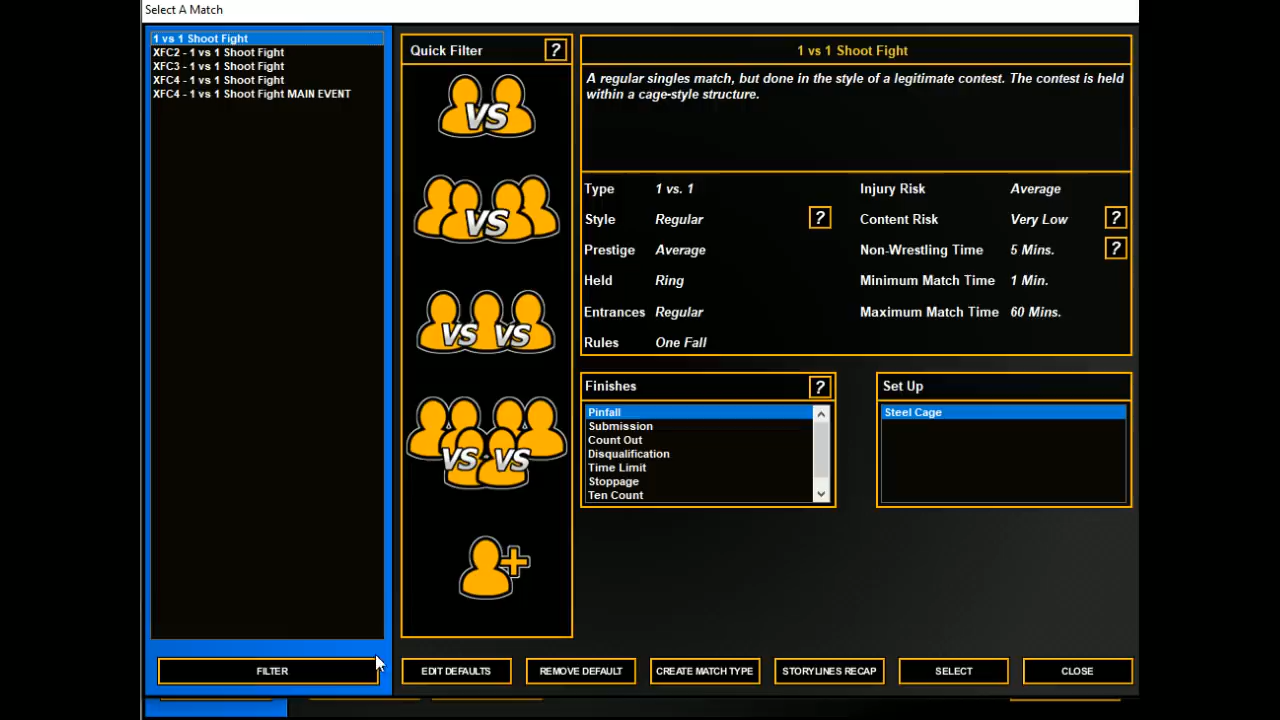 Select A Match
1 vs 1 Shoot Fight
XFC2 - 1 vs 1 Shoot Fight
XFC3 - 1 vs 1 Shoot Fight
XFC4 - 1 vs 1 Shoot Fight
XFC4 - 1 vs 1 Shoot Fight MAIN EVENT
FILTER
Quick Filter ?
VS
VS
VS VS
VS VS
1 vs 1 Shoot Fight
A regular singles match, but done in the style of a legitimate contest. The contest is held
within a cage-style structure.
Type 1 vs. 1
Style Regular ?
Prestige Average
Held Ring
Entrances Regular
Rules One Fall
Injury Risk Average
Content Risk Very Low ?
Non-Wrestling Time 5 Mins. ?
Minimum Match Time 1 Min.
Maximum Match Time 60 Mins.
Finishes ?
Pinfall
Submission
Count Out
Disqualification
Time Limit
Stoppage
Ten Count
Set Up
Steel Cage
EDIT DEFAULTS REMOVE DEFAULT CREATE MATCH TYPE STORYLINES RECAP SELECT CLOSE